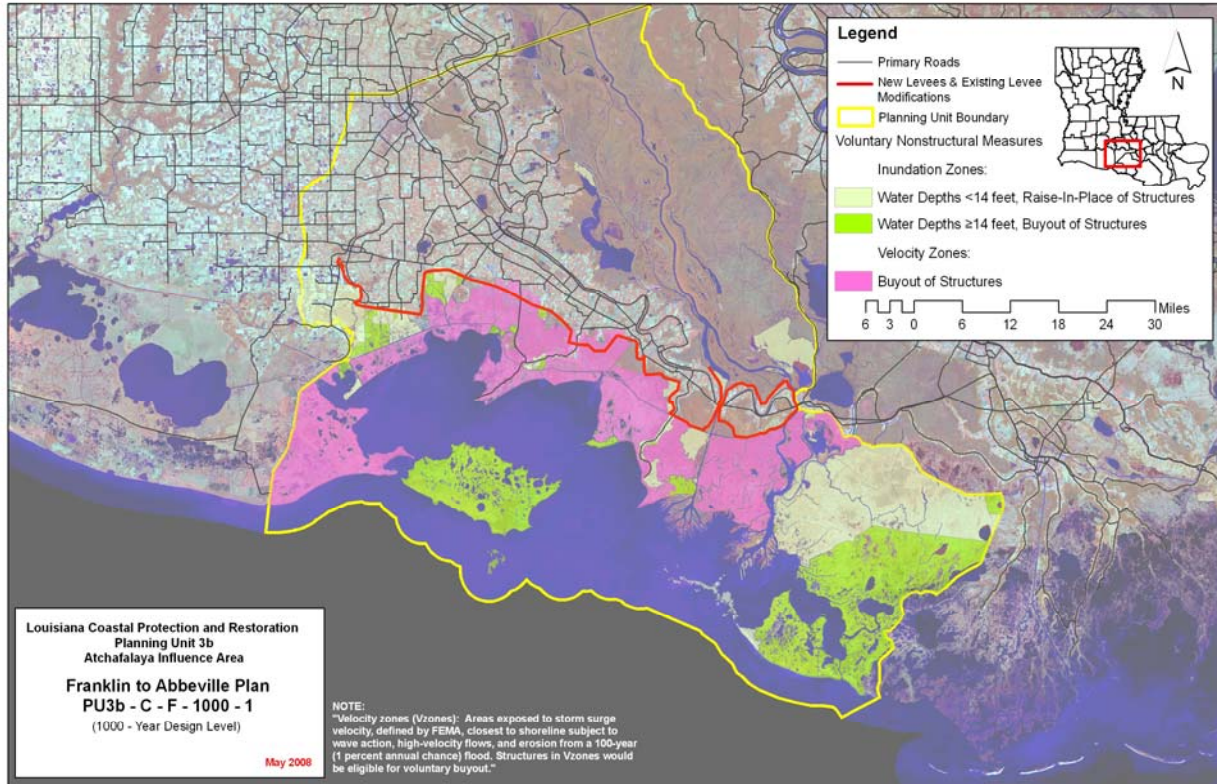 Legend
N
Primary Roads
New Levees & Existing Levee
Modifications
Planning Unit Boundary
Voluntary Nonstructural Measures
Inundation Zones:
Water Depths <14 feet, Raise-In-Place of Structures
Water Depths ≥14 feet, Buyout of Structures
Velocity Zones:
Buyout of Structures
Miles
6 3 0 6 12 18 24 30
Louisiana Coastal Protection and Restoration
Planning Unit 3b
Atchafalaya Influence Area
Franklin to Abbeville Plan
PU3b - C - F - 1000 - 1
(1000 - Year Design Level)
May 2008
NOTE:
"Velocity zones (Vzones): Areas exposed to storm surge
velocity, defined by FEMA, closest to shoreline subject to
wave action, high-velocity flows, and erosion from a 100-year
(1 percent annual chance) flood. Structures in Vzones would
be eligible for voluntary buyout."